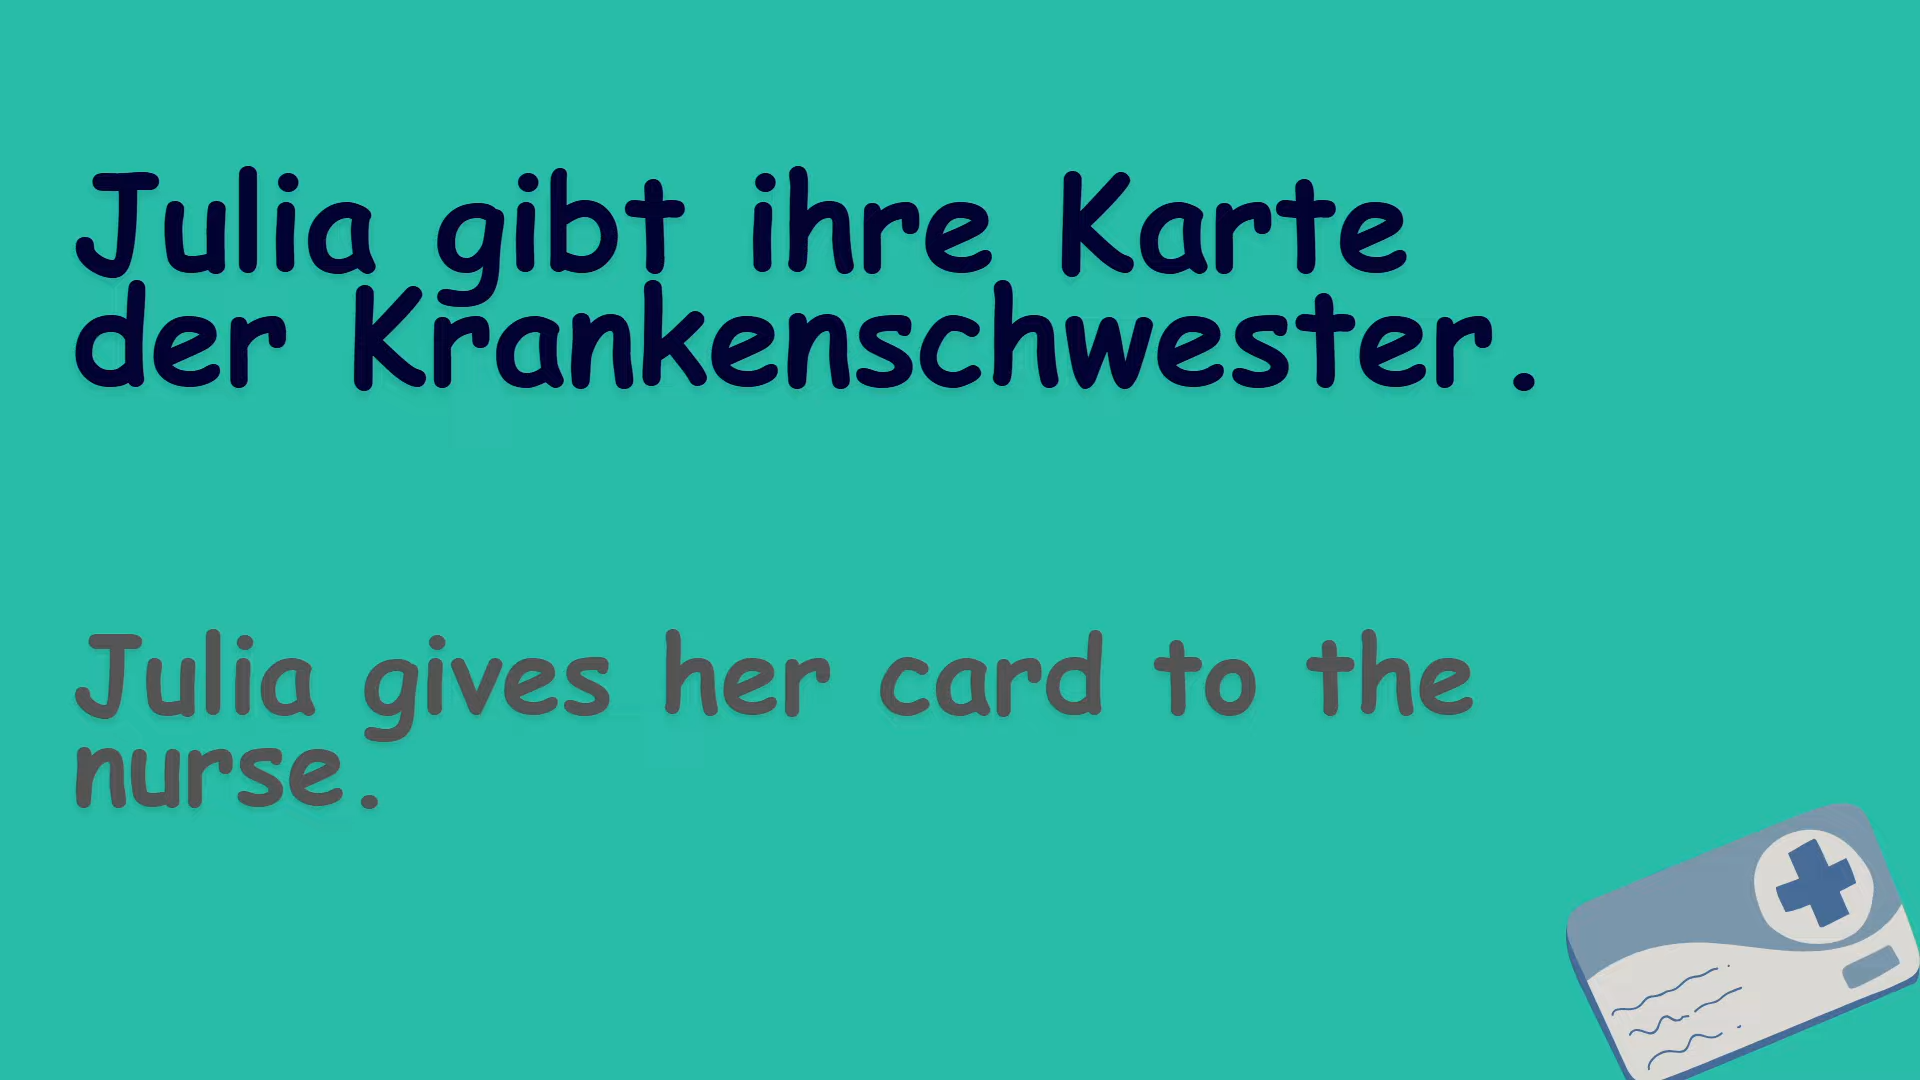 Julia gibt ihre Karte
der Krankenschwester.
Julia gives her card to the
nurse.